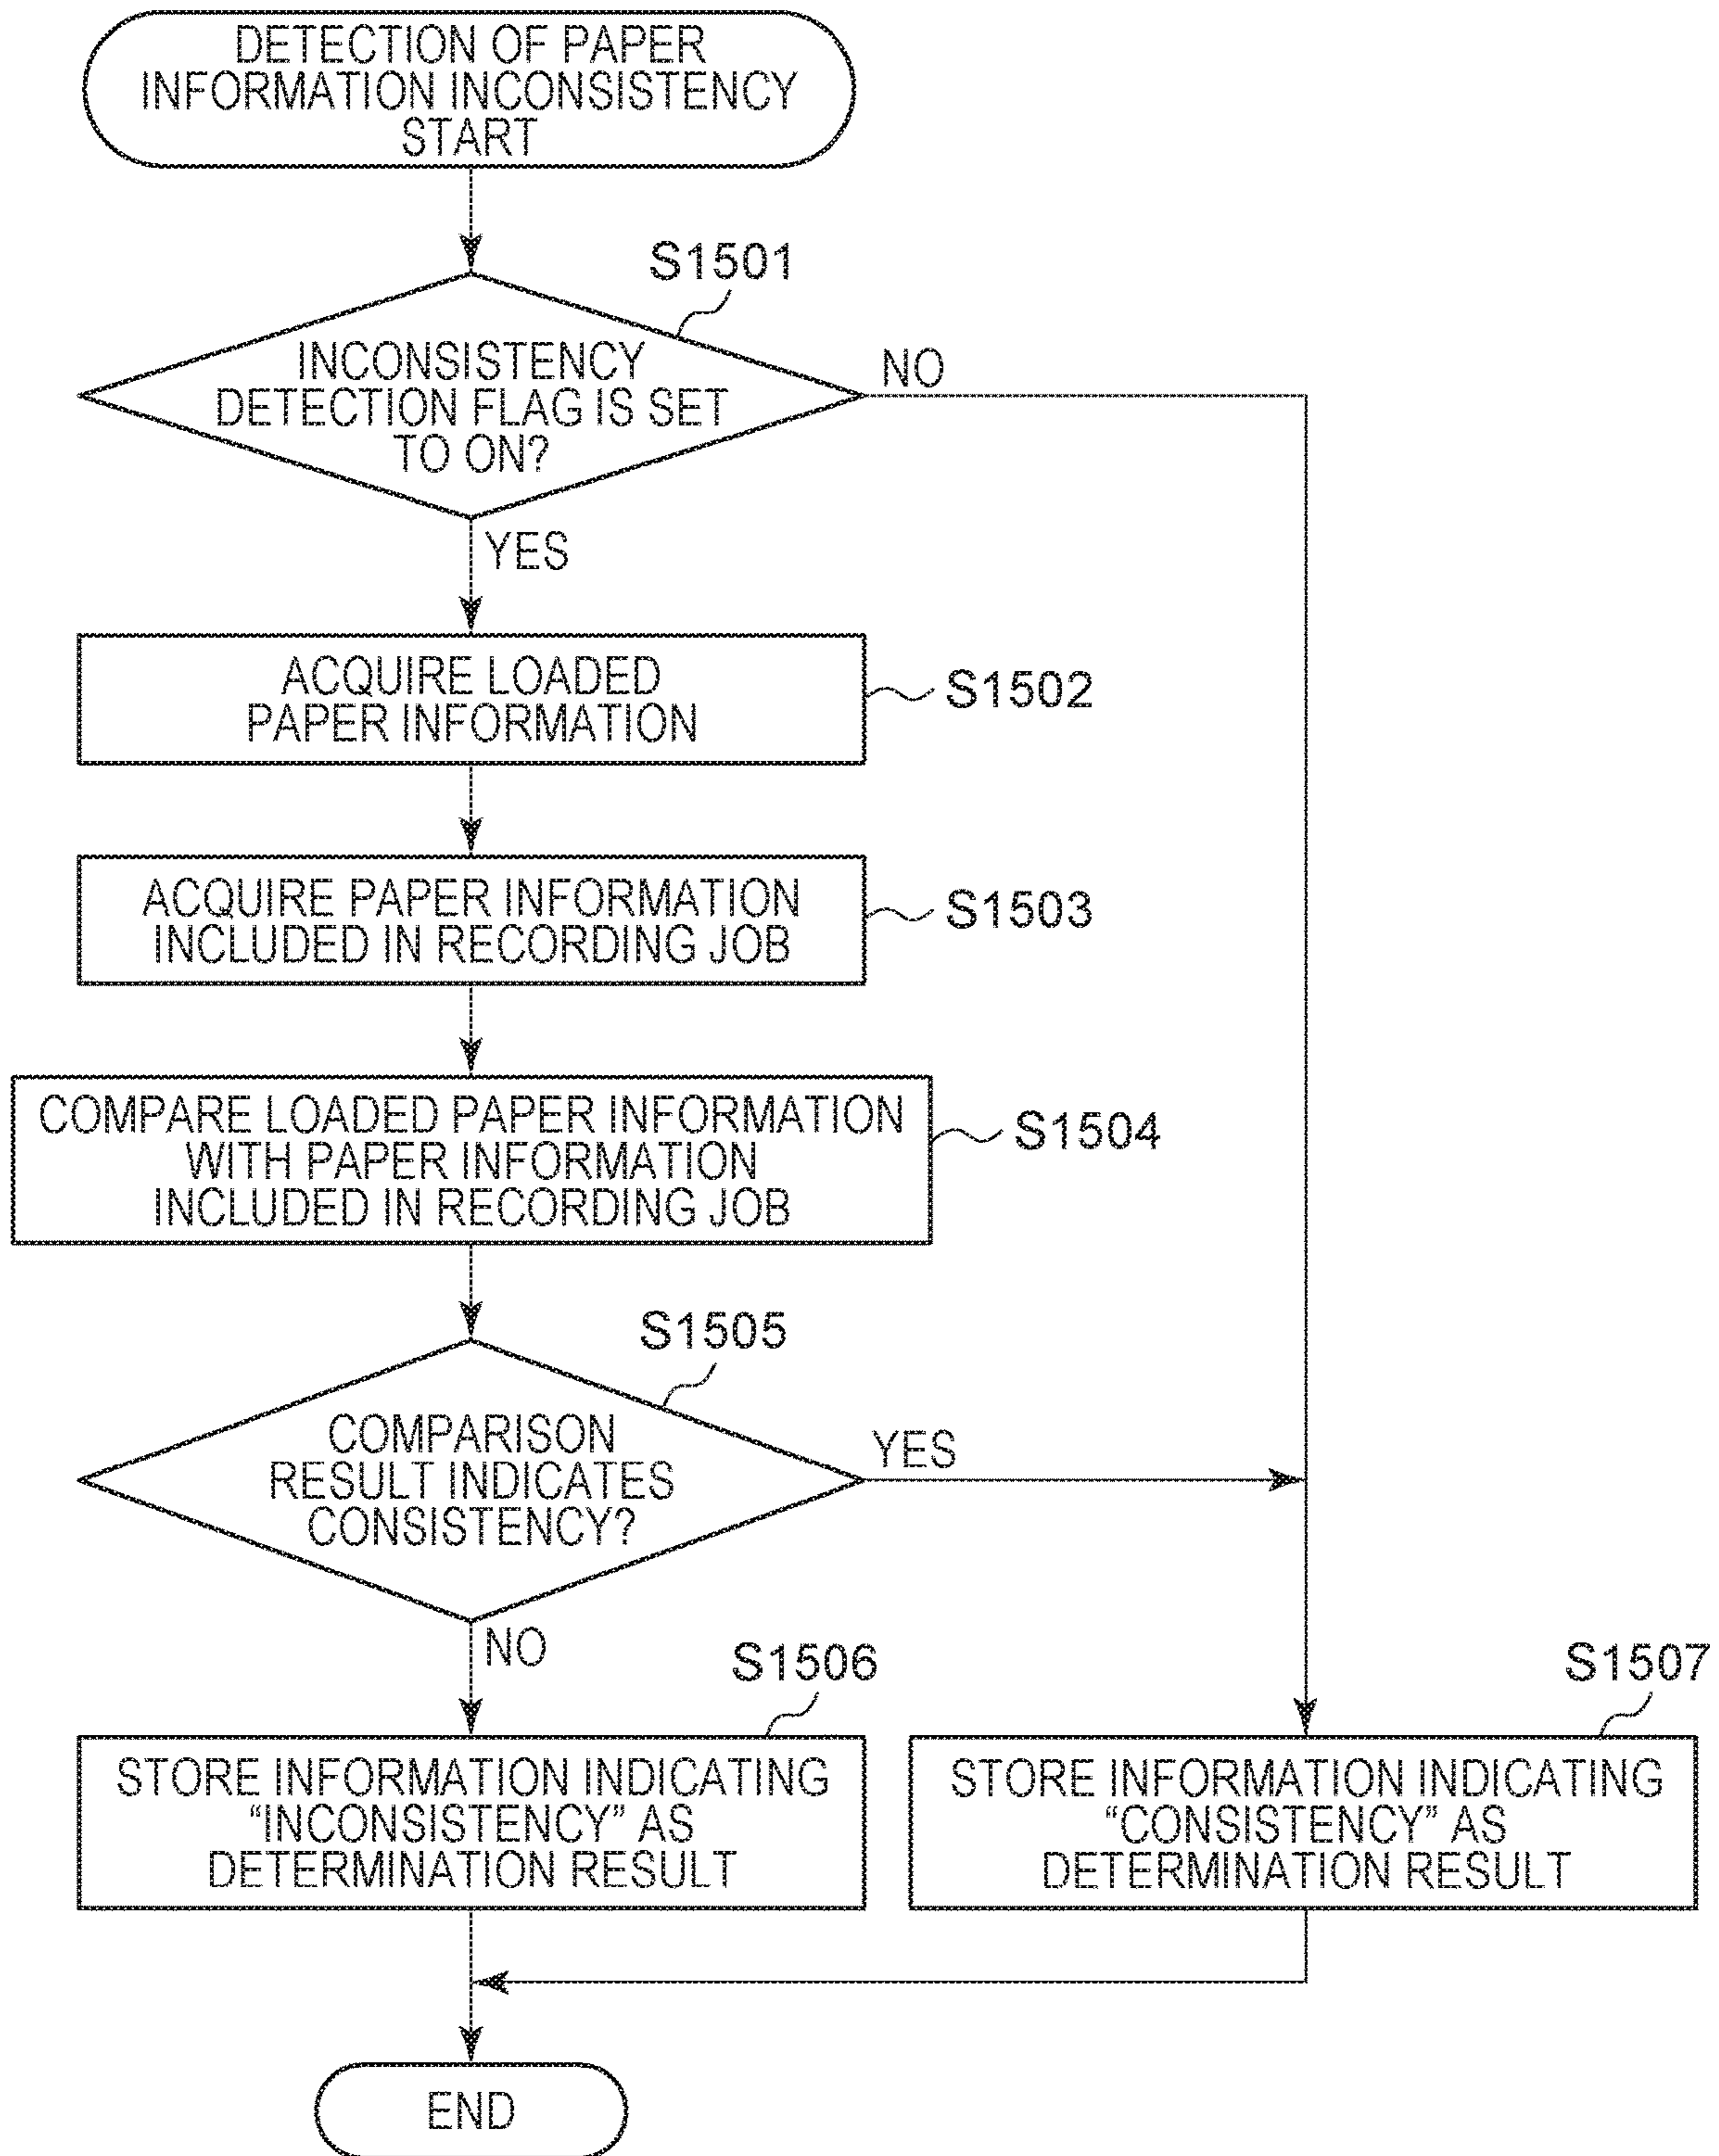 DETECTION OF PAPER
INFORMATION INCONSISTENCY
START
S1501
INCONSISTENCY
DETECTION FLAG IS SET
TO ON?
NO
YES
ACQUIRE LOADED
PAPER INFORMATION
S1502
ACQUIRE PAPER INFORMATION
INCLUDED IN RECORDING JOB
S1503
COMPARE LOADED PAPER INFORMATION
WITH PAPER INFORMATION
INCLUDED IN RECORDING JOB
S1504
S1505
COMPARISON
RESULT INDICATES
CONSISTENCY?
YES
NO
S1506
STORE INFORMATION INDICATING
“INCONSISTENCY” AS
DETERMINATION RESULT
S1507
STORE INFORMATION INDICATING
“CONSISTENCY” AS
DETERMINATION RESULT
END